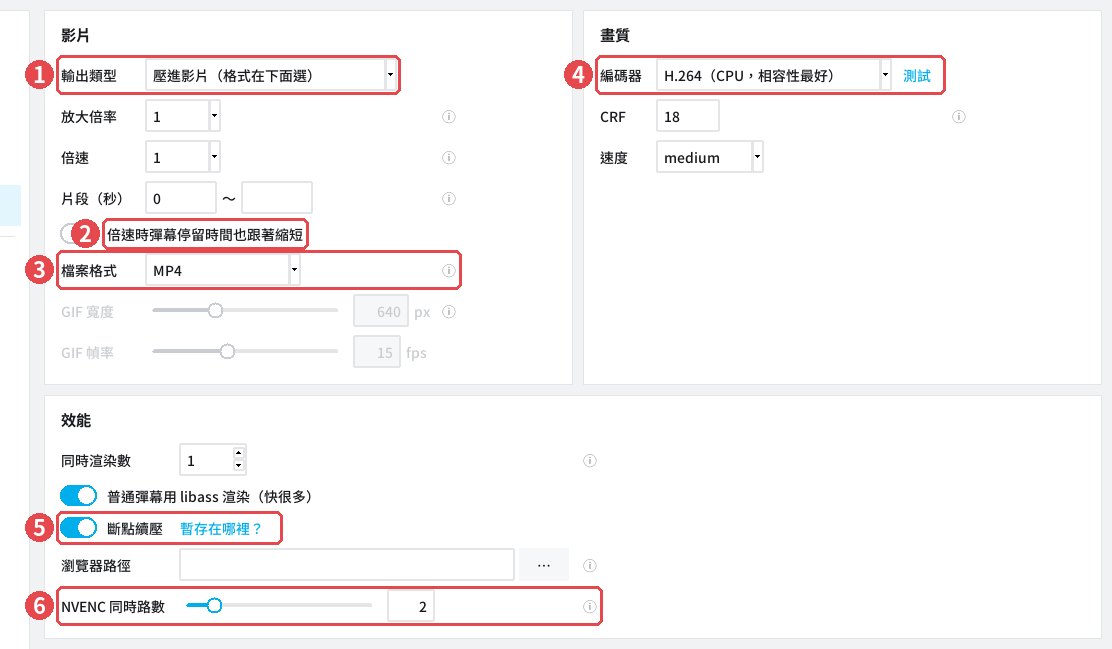 影片
1 輸出類型 壓進影片（格式在下面選）
放大倍率 1
倍速 1
片段（秒） 0 ～
2 倍速時彈幕停留時間也跟著縮短
3 檔案格式 MP4
GIF 寬度 640 px
GIF 幀率 15 fps
畫質
4 編碼器 H.264（CPU，相容性最好） 測試
CRF 18
速度 medium
效能
同時渲染數 1
普通彈幕用 libass 渲染（快很多）
5 斷點續壓 暫存在哪裡？
瀏覽器路徑 ...
6 NVENC 同時路數 2